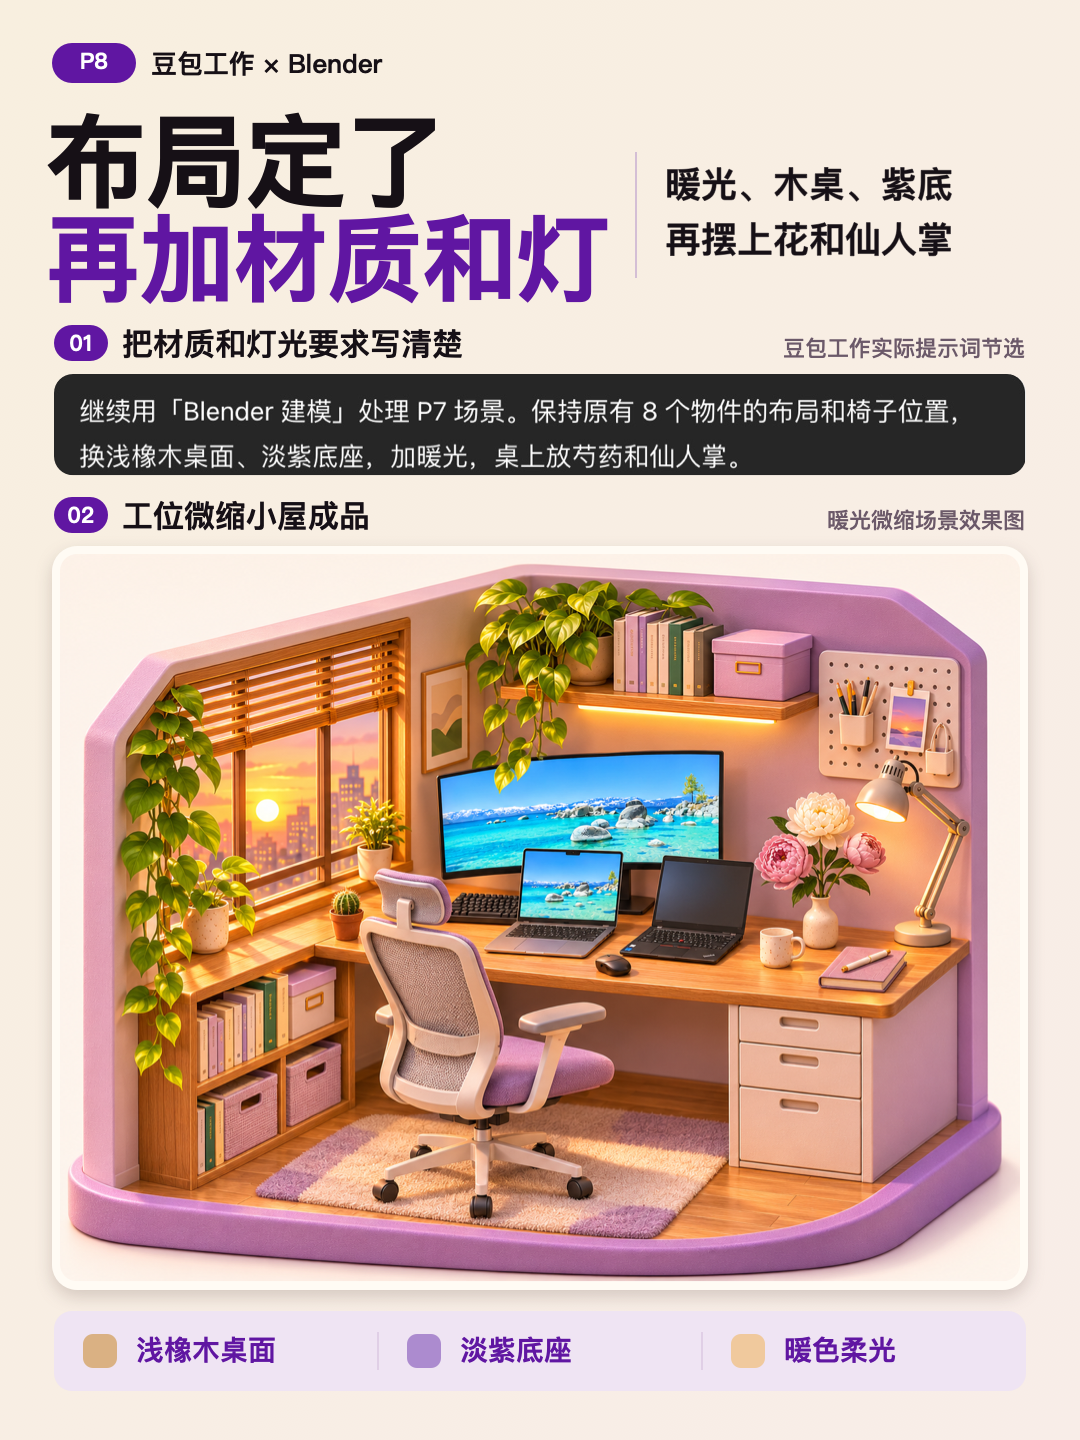 P8 豆包工作 × Blender
布局定了
再加材质和灯
暖光、木桌、紫底
再摆上花和仙人掌
01 把材质和灯光要求写清楚
豆包工作实际提示词节选
继续用「Blender 建模」处理 P7 场景。保持原有 8 个物件的布局和椅子位置，
换浅橡木桌面、淡紫底座，加暖光，桌上放芍药和仙人掌。
02 工位微缩小屋成品
暖光微缩场景效果图
浅橡木桌面
淡紫底座
暖色柔光